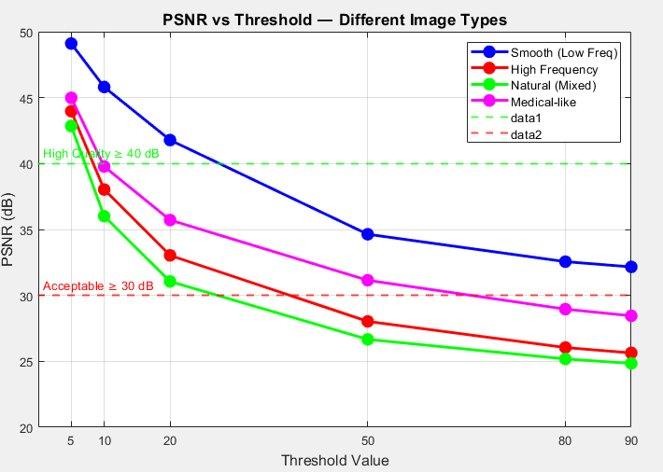 PSNR vs Threshold — Different Image Types
Smooth (Low Freq)
High Frequency
Natural (Mixed)
Medical-like
data1
data2
High Quality ≥ 40 dB
Acceptable ≥ 30 dB
PSNR (dB)
50
45
40
35
30
25
20
5 10 20 50 80 90
Threshold Value